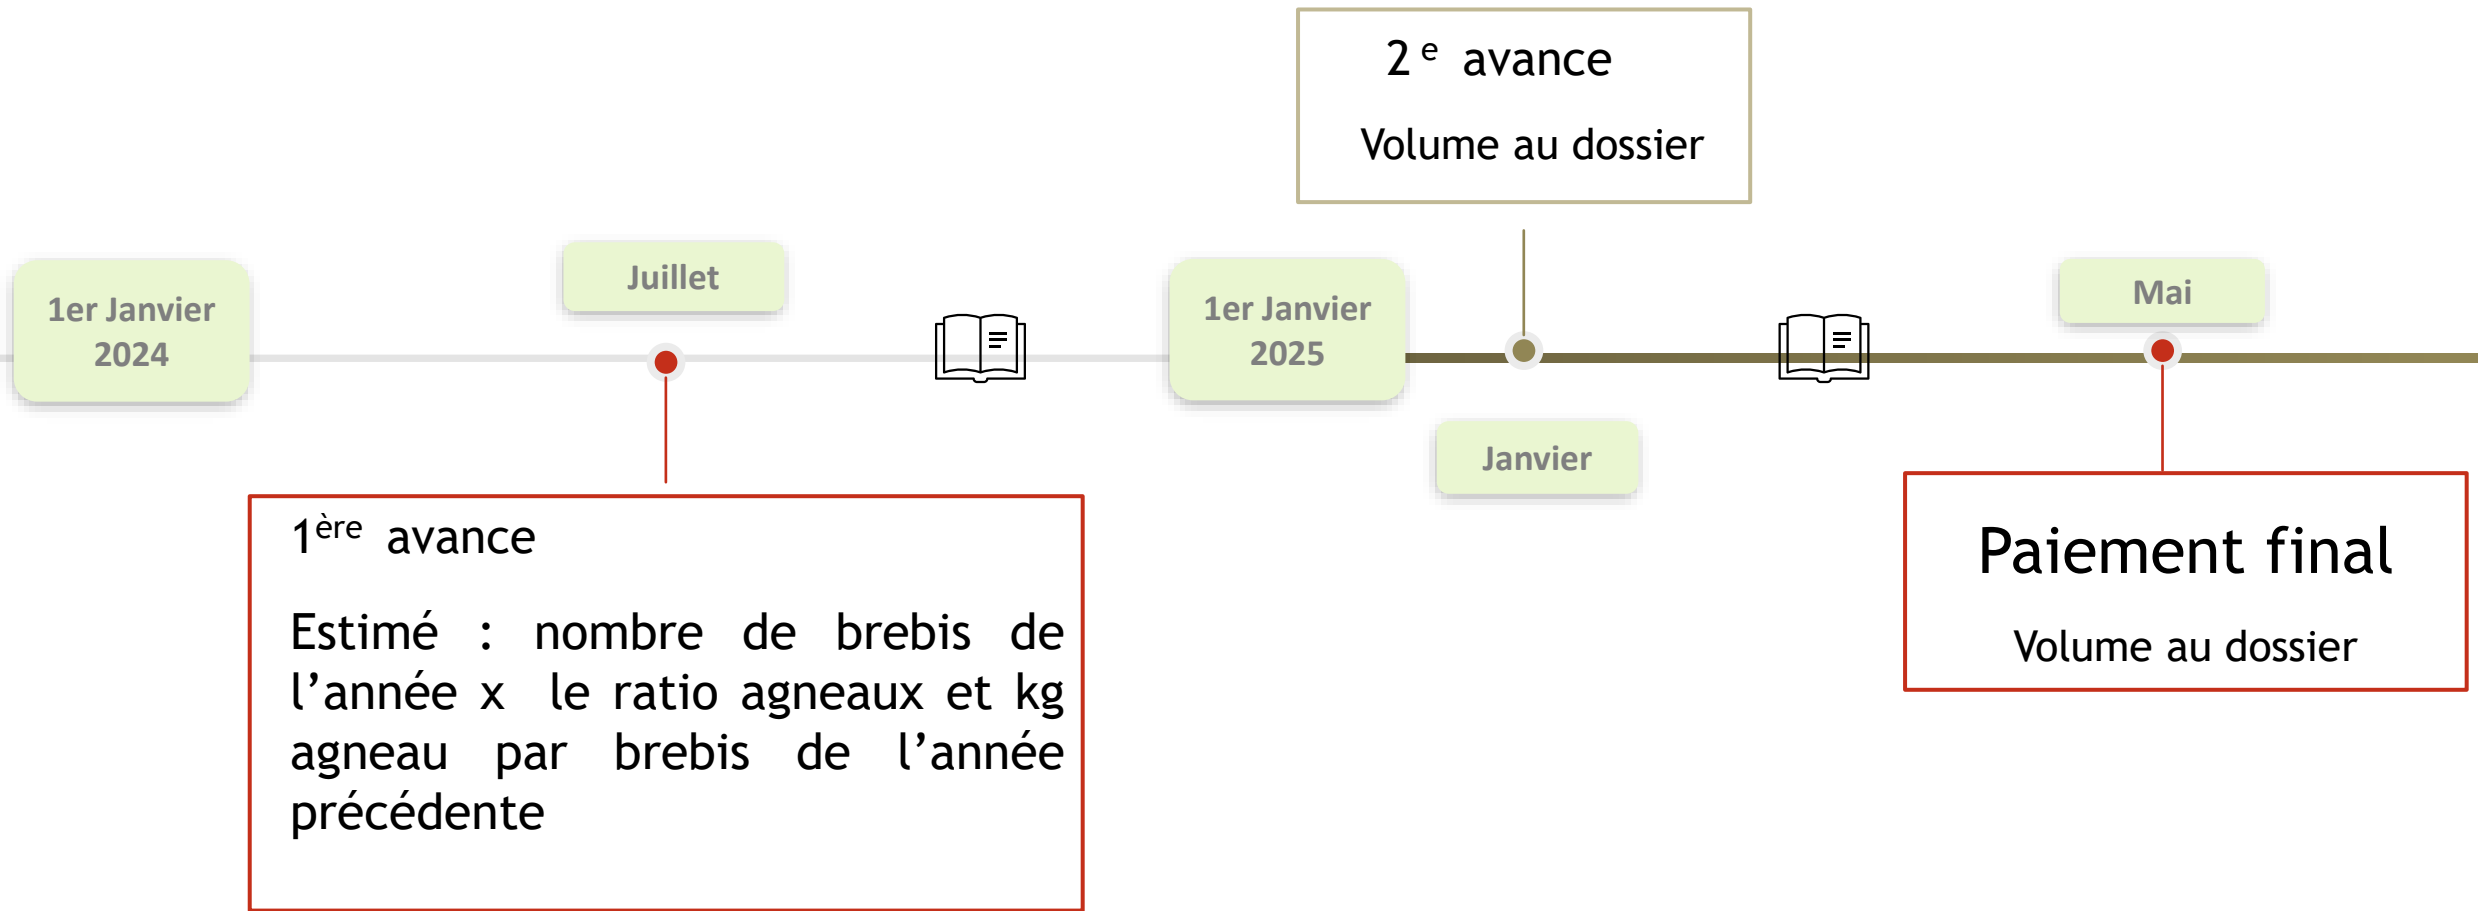 2e avance
Volume au dossier
Juillet
1er Janvier
2024
1er Janvier
2025
Mai
Janvier
1ère avance
Estimé : nombre de brebis de
l’année x le ratio agneaux et kg
agneau par brebis de l’année
précédente
Paiement final
Volume au dossier